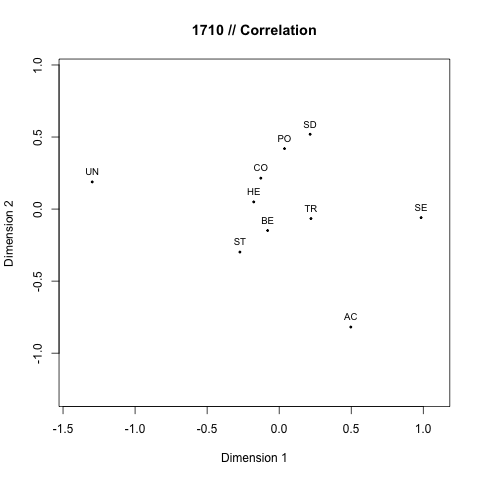 1710 // Correlation
1.0
0.5
0.0
-0.5
-1.0
Dimension 2
SD
PO
UN
CO
HE
TR
SE
BE
ST
AC
-1.5 -1.0 -0.5 0.0 0.5 1.0
Dimension 1